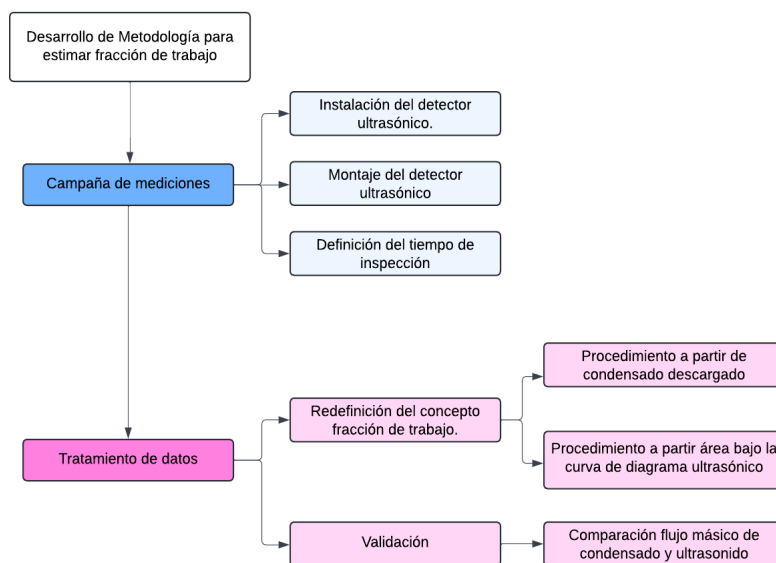 Desarrollo de Metodología para
estimar fracción de trabajo
Instalación del detector
ultrasónico.
Campaña de mediciones
Montaje del detector
ultrasónico
Definición del tiempo de
inspección
Procedimiento a partir de
condensado descargado
Redefinición del concepto
fracción de trabajo.
Tratamiento de datos
Procedimiento a partir área bajo la
curva de diagrama ultrasónico
Validación
Comparación flujo másico de
condensado y ultrasonido